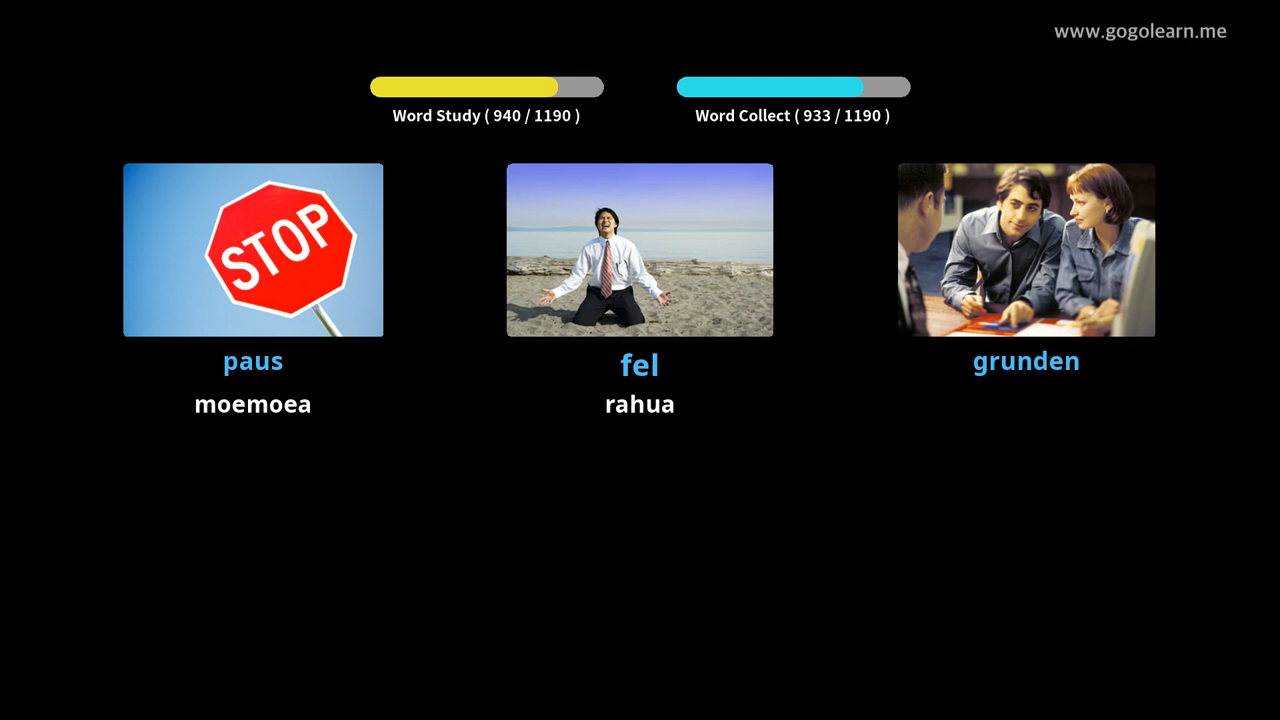 www.gogolearn.me
Word Study ( 940 / 1190 )
Word Collect ( 933 / 1190 )
STOP
paus
fel
grunden
moemoea
rahua